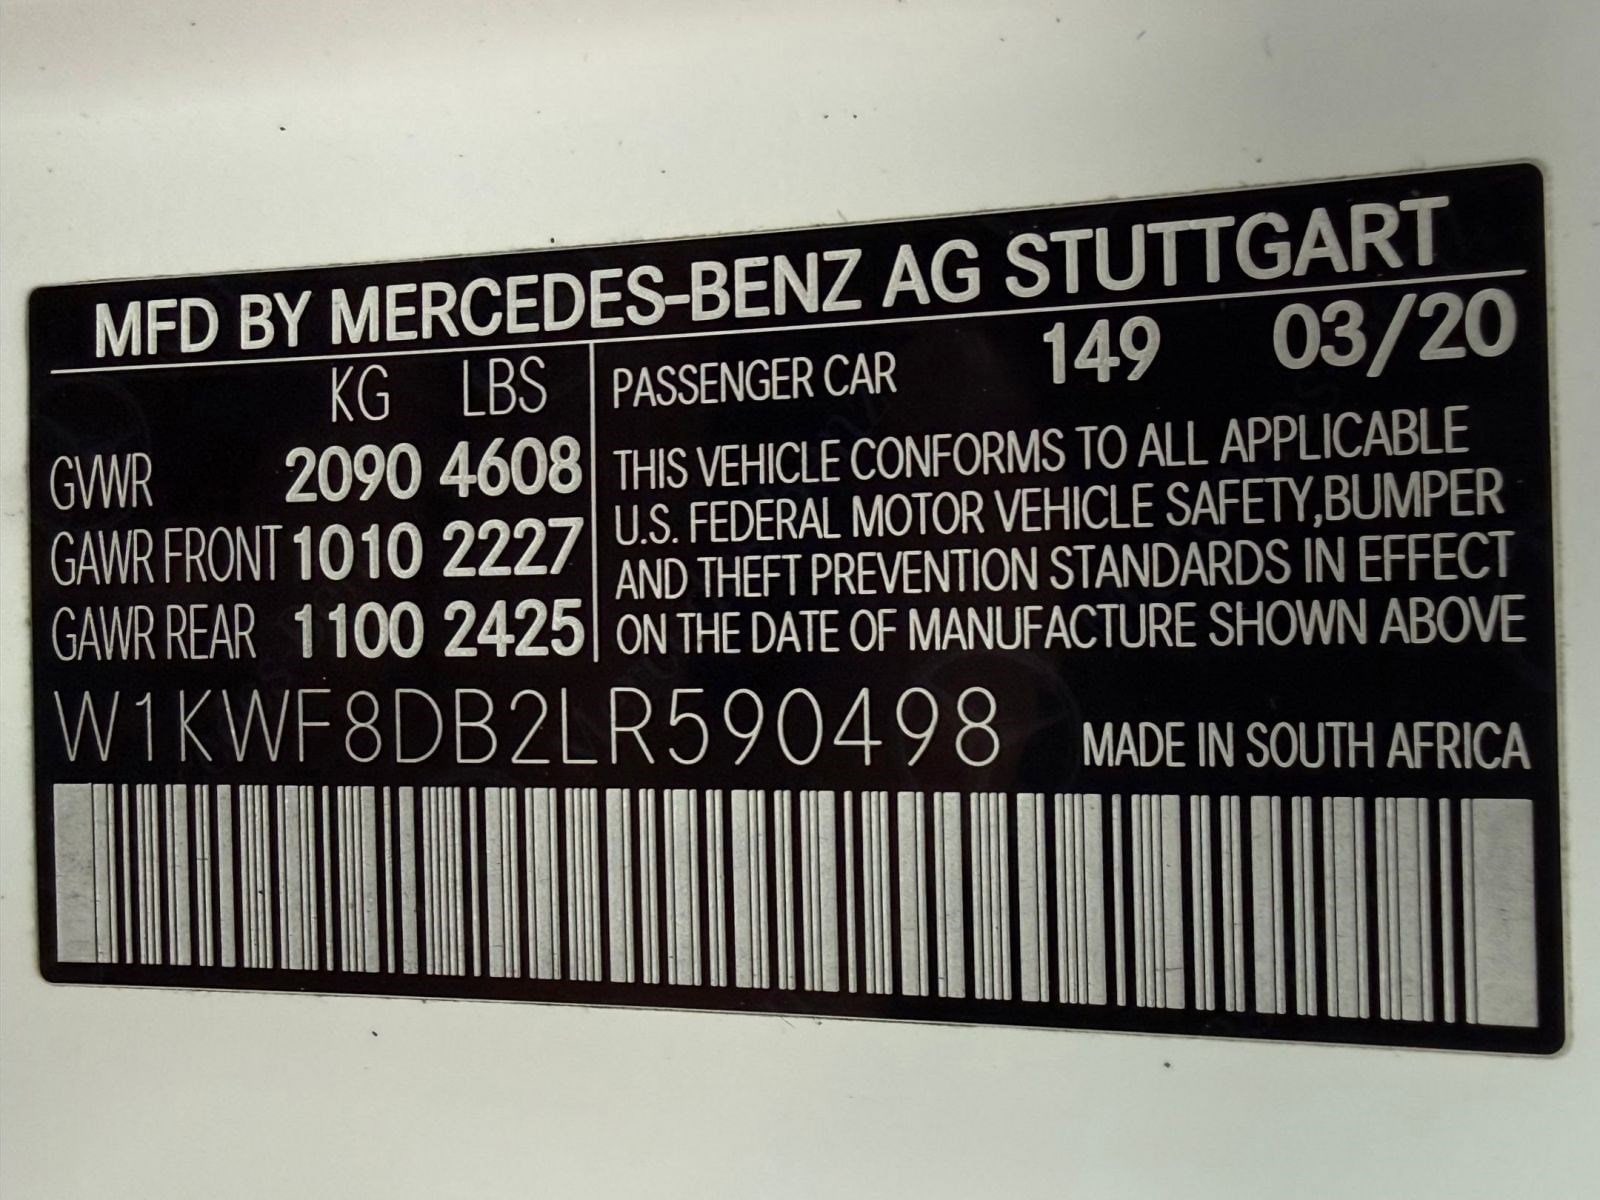 MFD BY MERCEDES-BENZ AG STUTTGART
KG LBS
GVWR 2090 4608
GAWR FRONT 1010 2227
GAWR REAR 1100 2425
PASSENGER CAR 149 03/20
THIS VEHICLE CONFORMS TO ALL APPLICABLE
U.S. FEDERAL MOTOR VEHICLE SAFETY,BUMPER
AND THEFT PREVENTION STANDARDS IN EFFECT
ON THE DATE OF MANUFACTURE SHOWN ABOVE
W1KWF8DB2LR590498
MADE IN SOUTH AFRICA